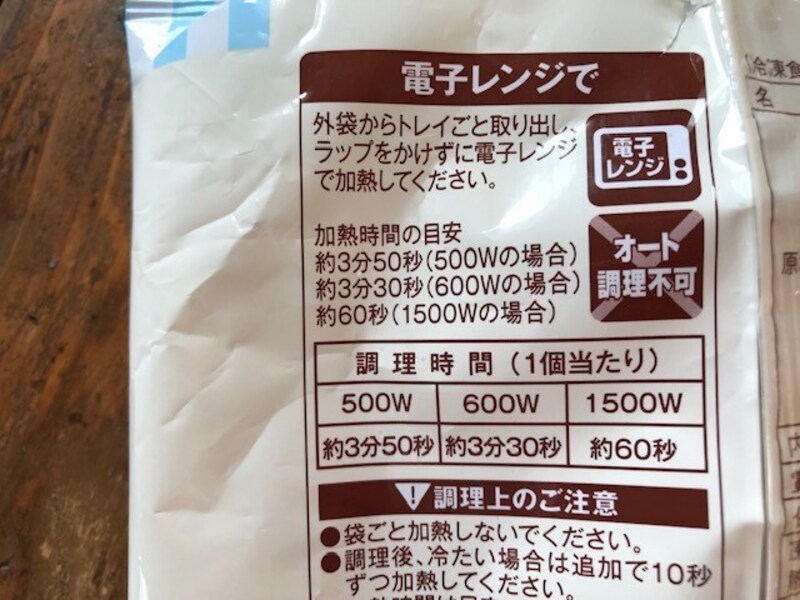 電子レンジで
外袋からトレイごと取り出し、
ラップをかけずに電子レンジ
で加熱してください。
電子
レンジ
加熱時間の目安
約3分50秒(500Wの場合)
約3分30秒(600Wの場合)
約60秒(1500Wの場合)
オート
調理不可
調理時間(1個当たり)
500W 600W 1500W
約3分50秒 約3分30秒 約60秒
! 調理上のご注意
●袋ごと加熱しないでください。
●調理後、冷たい場合は追加で10秒
ずつ加熱してください。
名
原